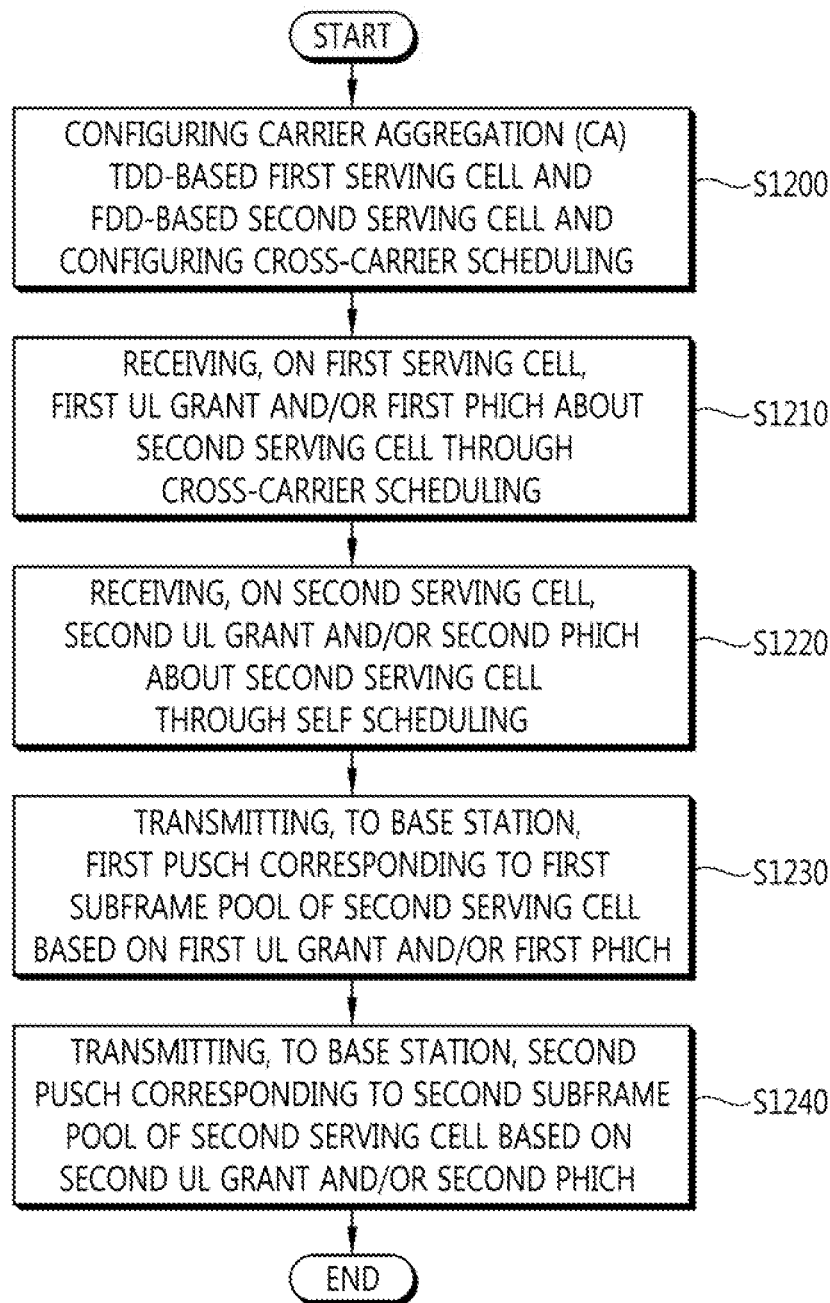 START
CONFIGURING CARRIER AGGREGATION (CA)
TDD-BASED FIRST SERVING CELL AND
FDD-BASED SECOND SERVING CELL AND
CONFIGURING CROSS-CARRIER SCHEDULING
S1200
RECEIVING, ON FIRST SERVING CELL,
FIRST UL GRANT AND/OR FIRST PHICH ABOUT
SECOND SERVING CELL THROUGH
CROSS-CARRIER SCHEDULING
S1210
RECEIVING, ON SECOND SERVING CELL,
SECOND UL GRANT AND/OR SECOND PHICH
ABOUT SECOND SERVING CELL
THROUGH SELF SCHEDULING
S1220
TRANSMITTING, TO BASE STATION,
FIRST PUSCH CORRESPONDING TO FIRST
SUBFRAME POOL OF SECOND SERVING CELL
BASED ON FIRST UL GRANT AND/OR FIRST PHICH
S1230
TRANSMITTING, TO BASE STATION, SECOND
PUSCH CORRESPONDING TO SECOND SUBFRAME
POOL OF SECOND SERVING CELL BASED ON
SECOND UL GRANT AND/OR SECOND PHICH
S1240
END